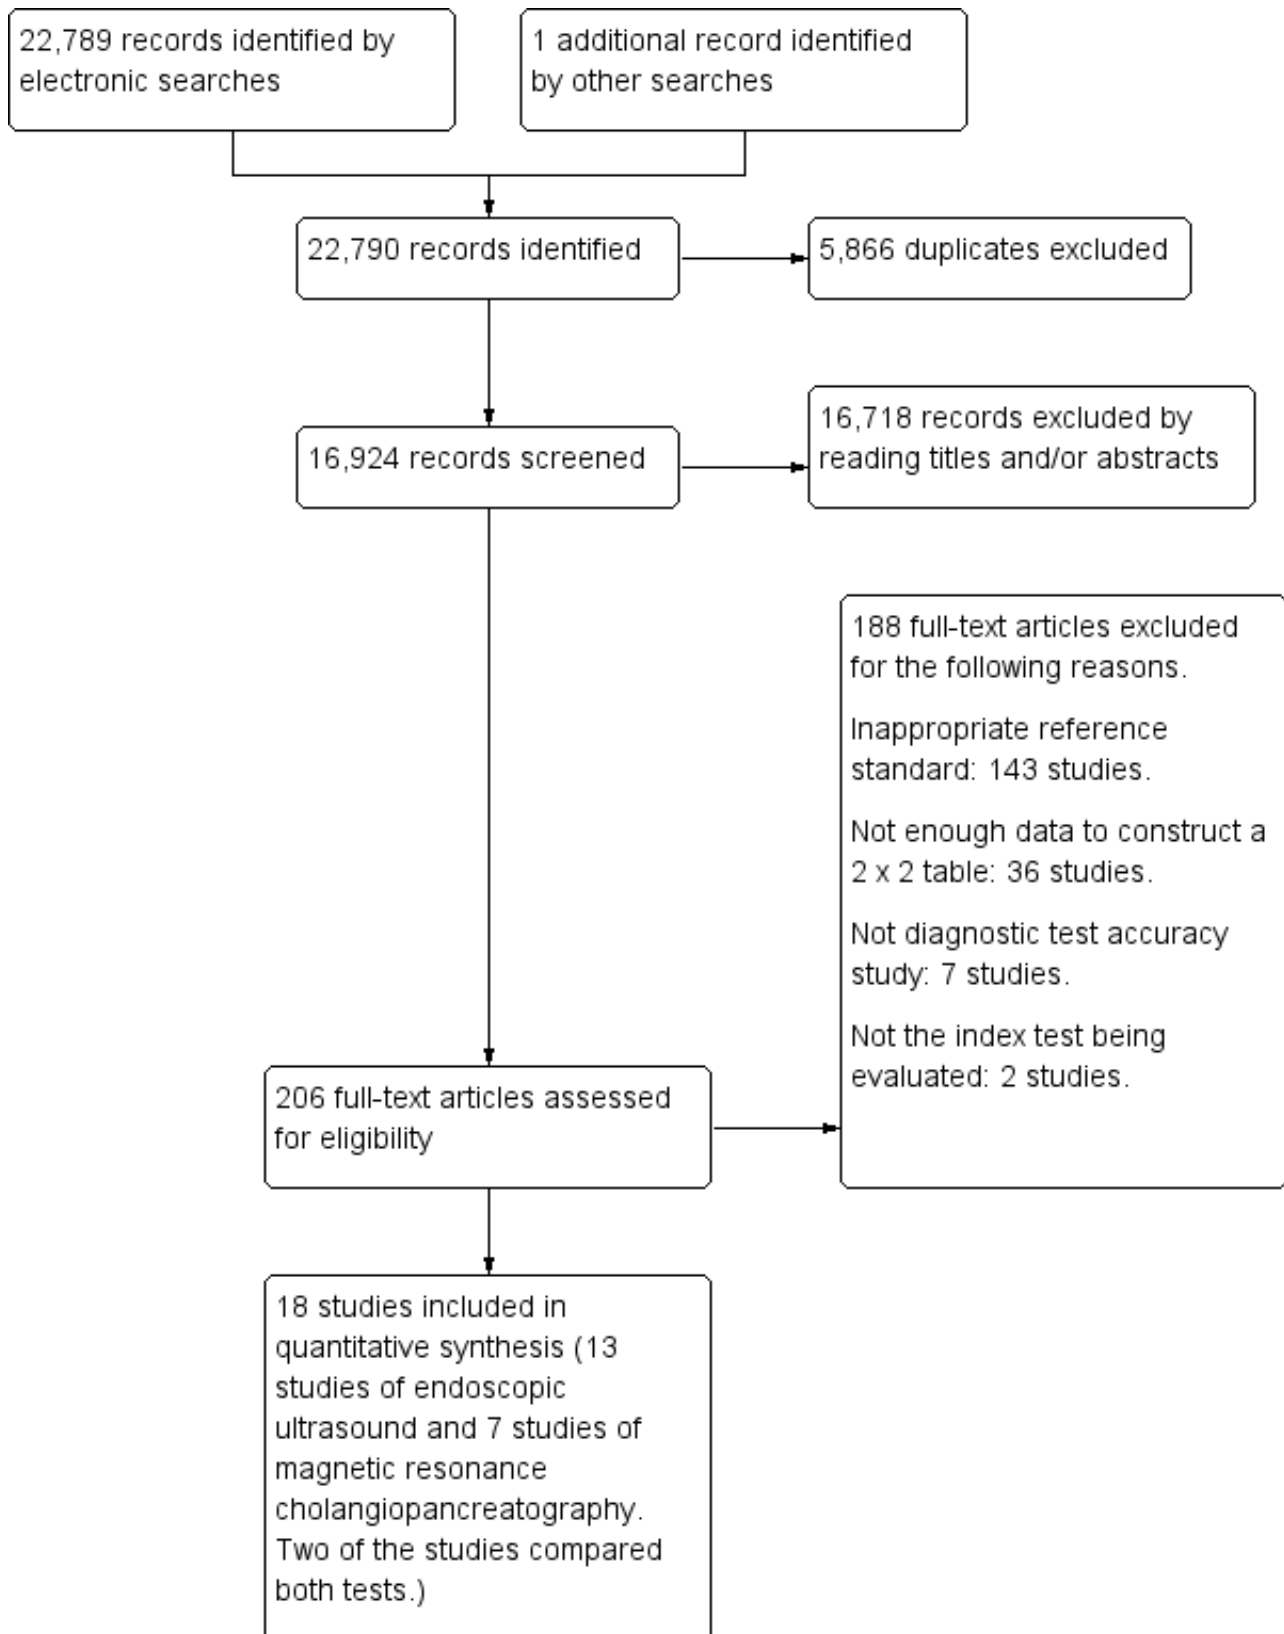 22,789 records identified by
electronic searches
1 additional record identified
by other searches
22,790 records identified
5,866 duplicates excluded
16,924 records screened
16,718 records excluded by
reading titles and/or abstracts
188 full-text articles excluded
for the following reasons.
Inappropriate reference
standard: 143 studies.
Not enough data to construct a
2 x 2 table: 36 studies.
Not diagnostic test accuracy
study: 7 studies.
Not the index test being
evaluated: 2 studies.
206 full-text articles assessed
for eligibility
18 studies included in
quantitative synthesis (13
studies of endoscopic
ultrasound and 7 studies of
magnetic resonance
cholangiopancreatography.
Two of the studies compared
both tests.)